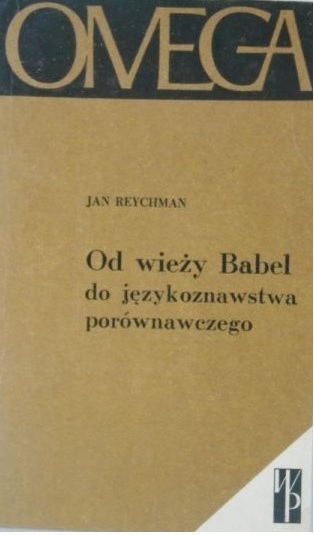 OMEGA
JAN REYCHMAN
Od wieży Babel
do językoznawstwa
porównawczego
WP